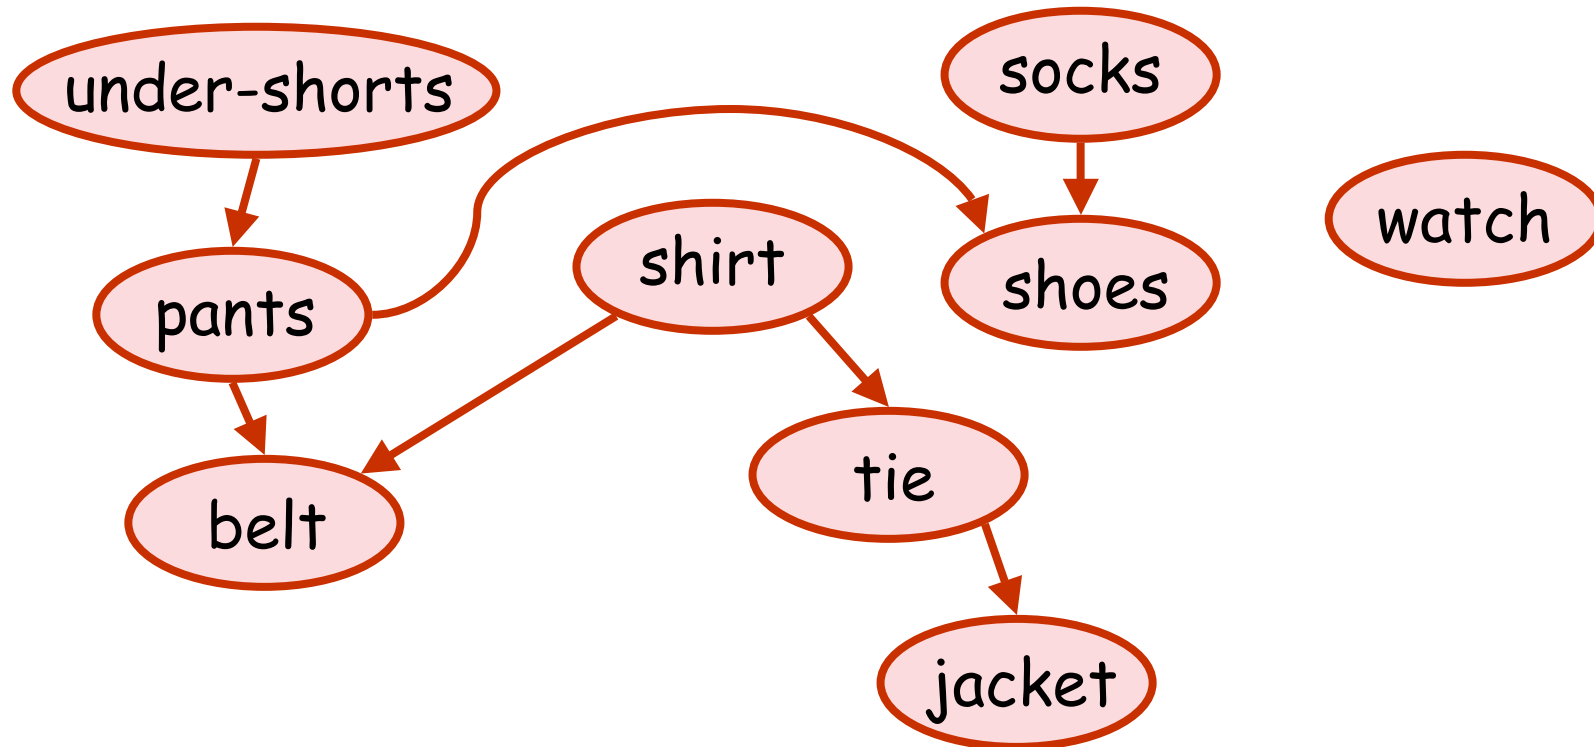 under-shorts
socks
watch
shirt
shoes
pants
tie
belt
jacket